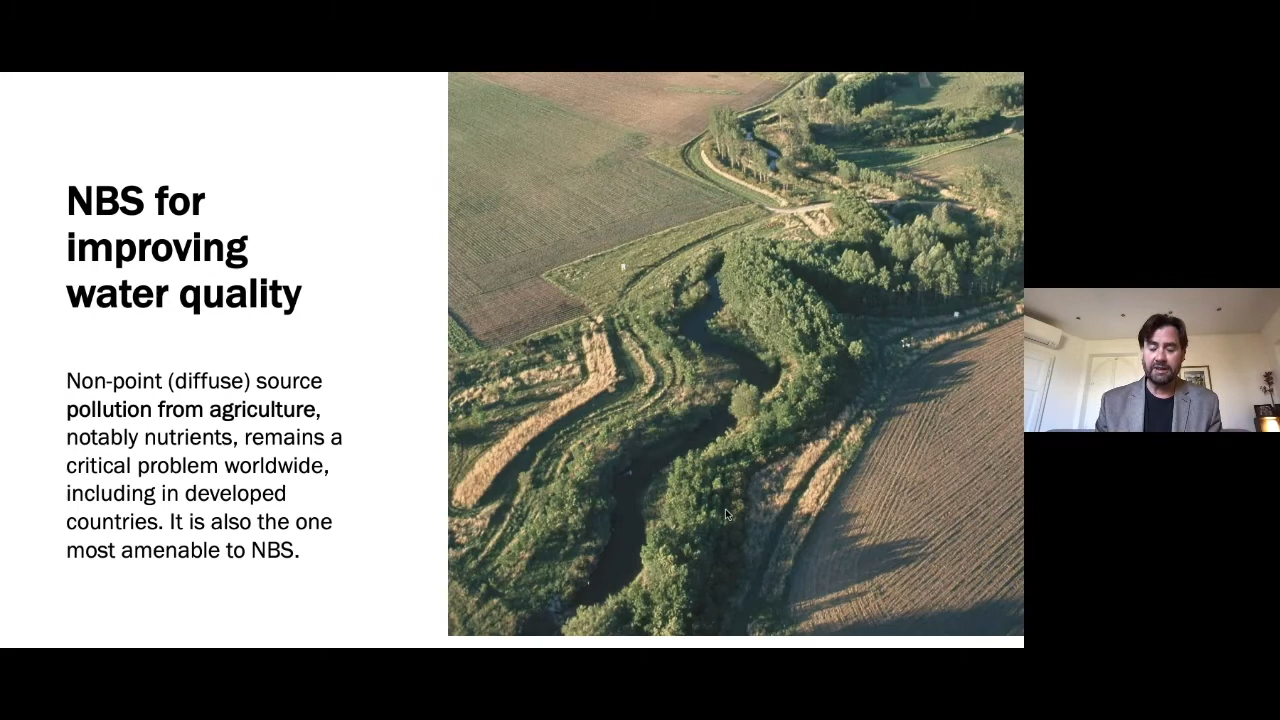 NBS for
improving
water quality
Non-point (diffuse) source
pollution from agriculture,
notably nutrients, remains a
critical problem worldwide,
including in developed
countries. It is also the one
most amenable to NBS.